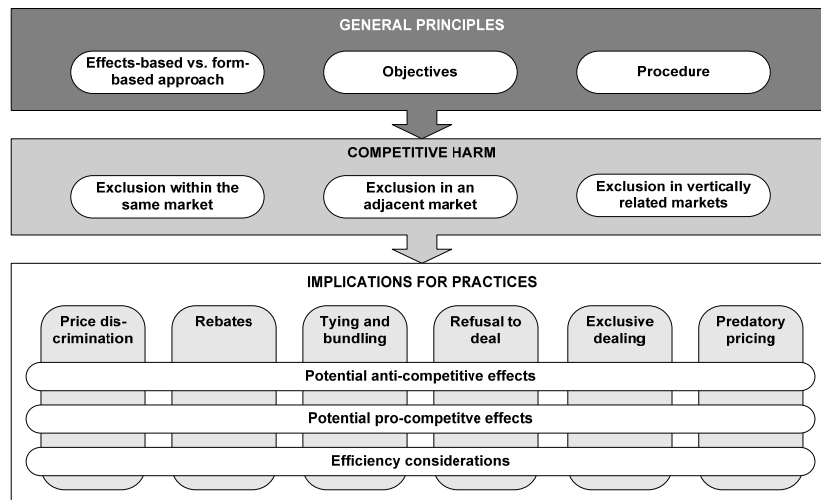 GENERAL PRINCIPLES
Effects-based vs. form-
based approach
Objectives
Procedure
COMPETITIVE HARM
Exclusion within the
same market
Exclusion in an
adjacent market
Exclusion in vertically
related markets
IMPLICATIONS FOR PRACTICES
Price dis-
crimination
Rebates
Tying and
bundling
Refusal to
deal
Exclusive
dealing
Predatory
pricing
Potential anti-competitive effects
Potential pro-competitve effects
Efficiency considerations